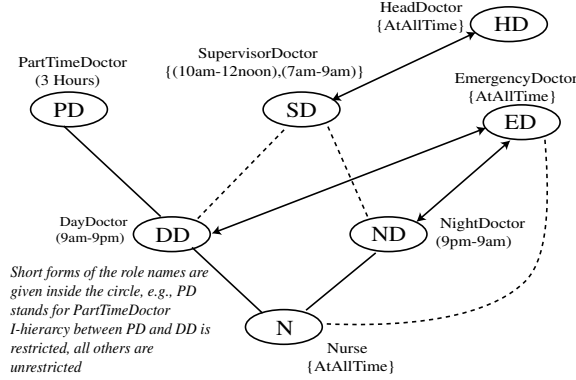 HeadDoctor
{AtAllTime}
HD
SupervisorDoctor
{(10am-12noon),(7am-9am)}
SD
PartTimeDoctor
(3 Hours)
PD
EmergencyDoctor
{AtAllTime}
ED
DayDoctor
(9am-9pm)
DD
ND
NightDoctor
(9pm-9am)
Short forms of the role names are
given inside the circle, e.g., PD
stands for PartTimeDoctor
I-hierarcy between PD and DD is
restricted, all others are
unrestricted
N
Nurse
{AtAllTime}